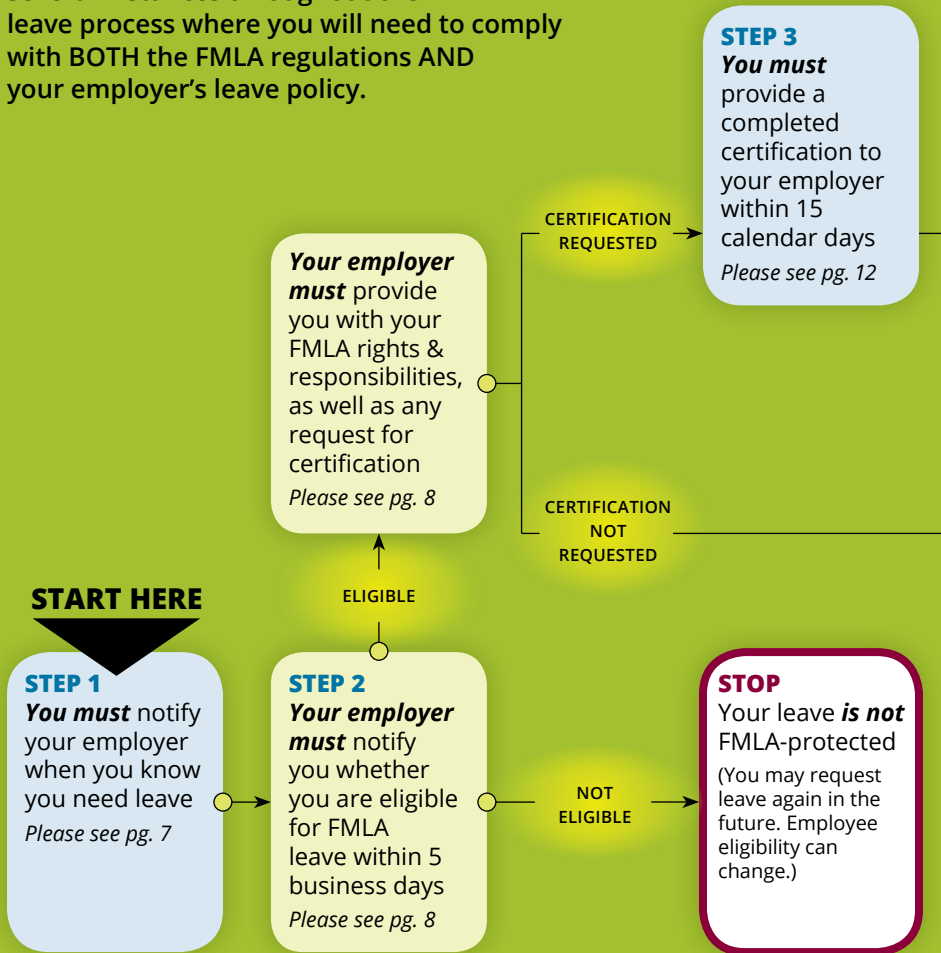 leave process where you will need to comply
with BOTH the FMLA regulations AND
your employer's leave policy.
START HERE
STEP 1
You must notify
your employer
when you know
you need leave
Please see pg. 7
STEP 2
Your employer
must notify
you whether
you are eligible
for FMLA
leave within 5
business days
Please see pg. 8
ELIGIBLE
Your employer
must provide
you with your
FMLA rights &
responsibilities,
as well as any
request for
certification
Please see pg. 8
CERTIFICATION
REQUESTED
STEP 3
You must
provide a
completed
certification to
your employer
within 15
calendar days
Please see pg. 12
CERTIFICATION
NOT
REQUESTED
NOT
ELIGIBLE
STOP
Your leave is not
FMLA-protected
(You may request
leave again in the
future. Employee
eligibility can
change.)